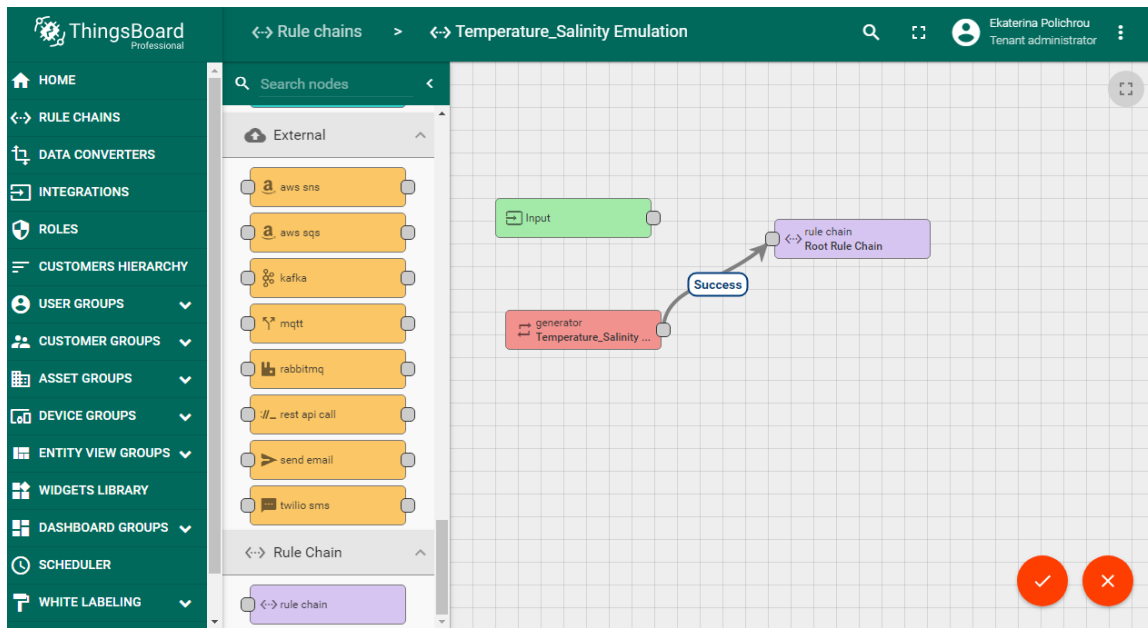 ThingsBoard
Professional
Rule chains > Temperature_Salinity Emulation
Ekaterina Polichrou
Tenant administrator
HOME
RULE CHAINS
DATA CONVERTERS
INTEGRATIONS
ROLES
CUSTOMERS HIERARCHY
USER GROUPS
CUSTOMER GROUPS
ASSET GROUPS
DEVICE GROUPS
ENTITY VIEW GROUPS
WIDGETS LIBRARY
DASHBOARD GROUPS
SCHEDULER
WHITE LABELING
Search nodes
External
aws sns
aws sqs
kafka
mqtt
rabbitmq
rest api call
send email
twilio sms
Rule Chain
rule chain
Input
rule chain
Root Rule Chain
Success
generator
Temperature_Salinity ...